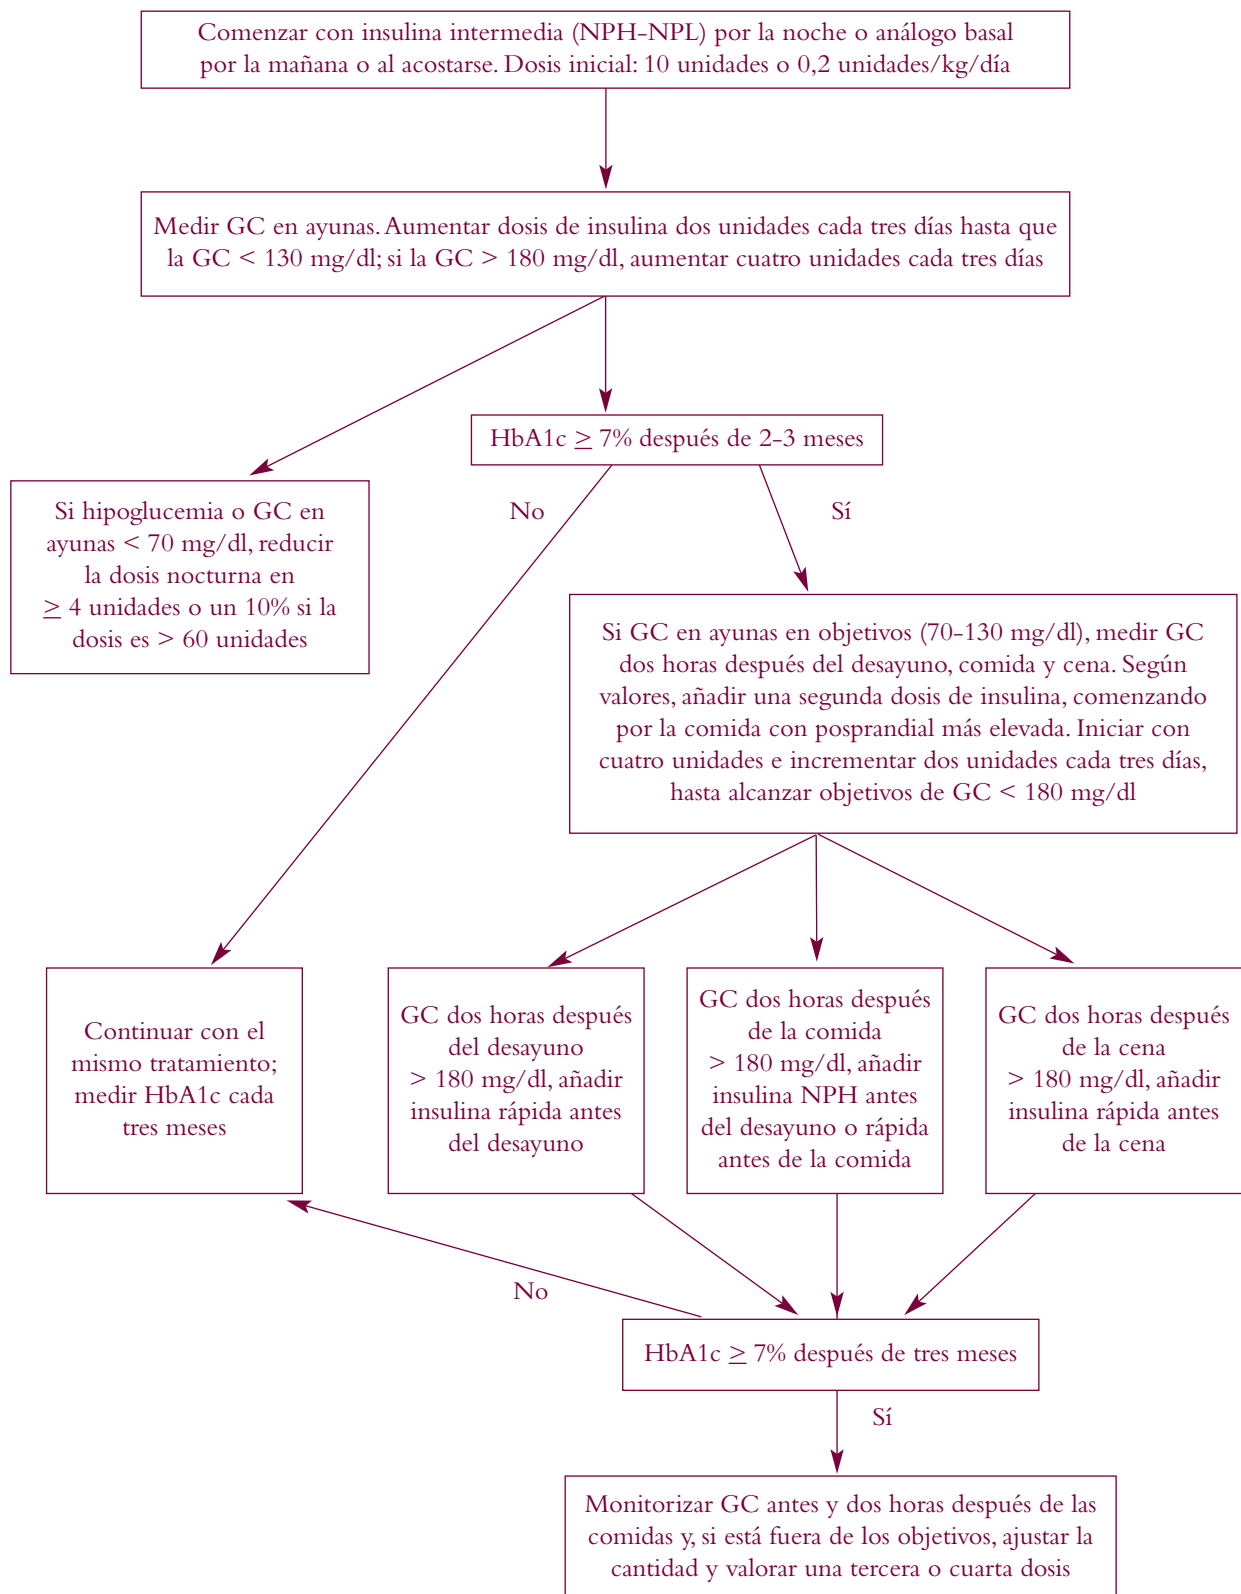 Comenzar con insulina intermedia (NPH-NPL) por la noche o análogo basal
por la mañana o al acostarse. Dosis inicial: 10 unidades o 0,2 unidades/kg/día
Medir GC en ayunas. Aumentar dosis de insulina dos unidades cada tres días hasta que
la GC < 130 mg/dl; si la GC > 180 mg/dl, aumentar cuatro unidades cada tres días
HbA1c ≥ 7% después de 2-3 meses
Si hipoglucemia o GC en
ayunas < 70 mg/dl, reducir
la dosis nocturna en
≥ 4 unidades o un 10% si la
dosis es > 60 unidades
No
Sí
Si GC en ayunas en objetivos (70-130 mg/dl), medir GC
dos horas después del desayuno, comida y cena. Según
valores, añadir una segunda dosis de insulina, comenzando
por la comida con posprandial más elevada. Iniciar con
cuatro unidades e incrementar dos unidades cada tres días,
hasta alcanzar objetivos de GC < 180 mg/dl
Continuar con el
mismo tratamiento;
medir HbA1c cada
tres meses
GC dos horas después
del desayuno
> 180 mg/dl, añadir
insulina rápida antes
del desayuno
GC dos horas después
de la comida
> 180 mg/dl, añadir
insulina NPH antes
del desayuno o rápida
antes de la comida
GC dos horas después
de la cena
> 180 mg/dl, añadir
insulina rápida antes
de la cena
No
HbA1c ≥ 7% después de tres meses
Sí
Monitorizar GC antes y dos horas después de las
comidas y, si está fuera de los objetivos, ajustar la
cantidad y valorar una tercera o cuarta dosis